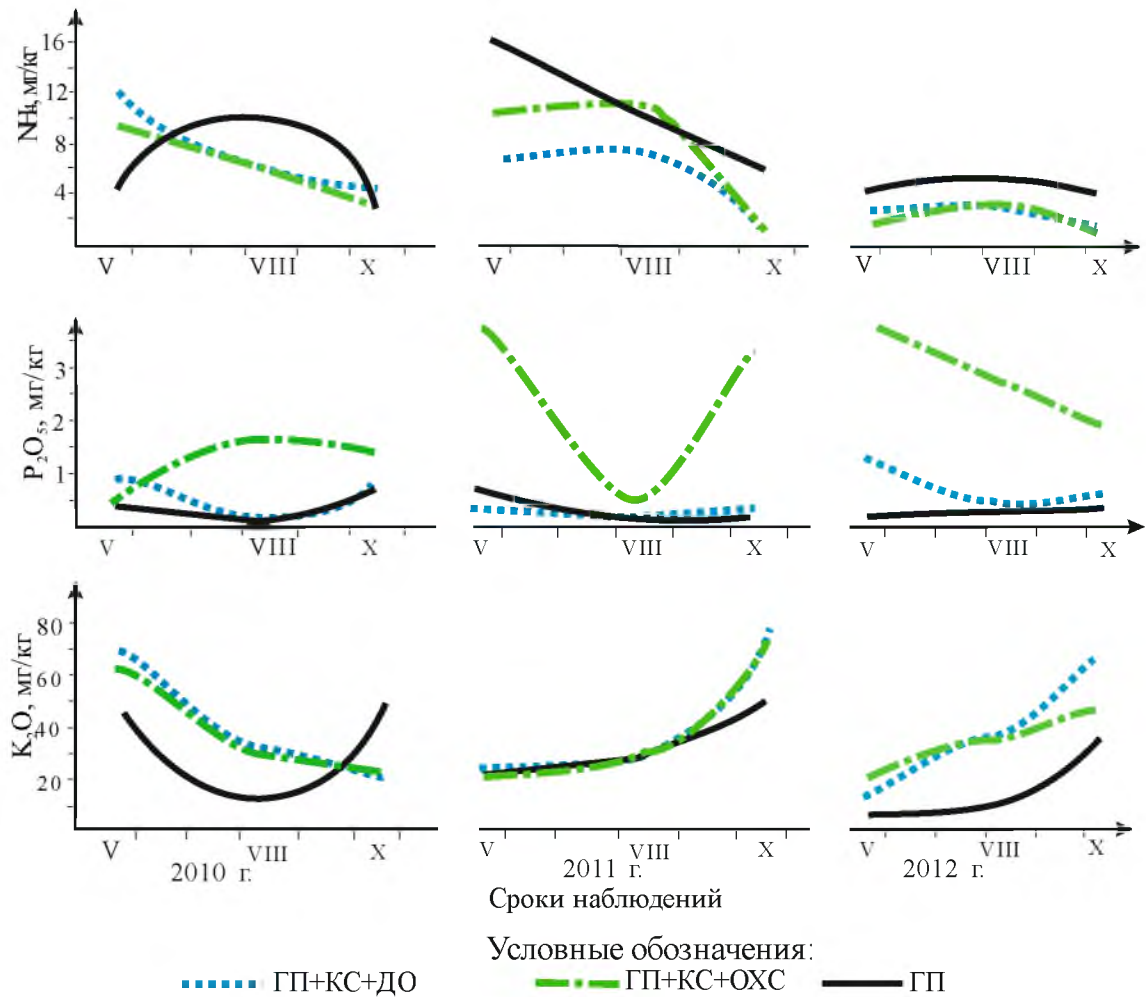 NH₄, мг/кг
16
12
8
4
V VIII X
V VIII X
V VIII X
P₂O₅, мг/кг
3
2
1
V VIII X
V VIII X
V VIII X
K₂O, мг/кг
80
60
40
20
V VIII X
V VIII X
V VIII X
2010 г. 2011 г. 2012 г.
Сроки наблюдений
Условные обозначения:
ГП+КС+ДО ГП+КС+ОХС ГП